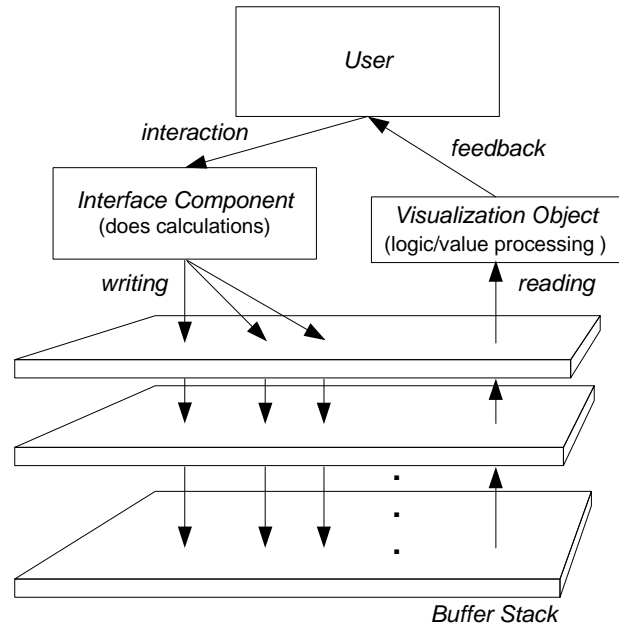 User
interaction
feedback
Interface Component
(does calculations)
Visualization Object
(logic/value processing )
writing
reading
Buffer Stack